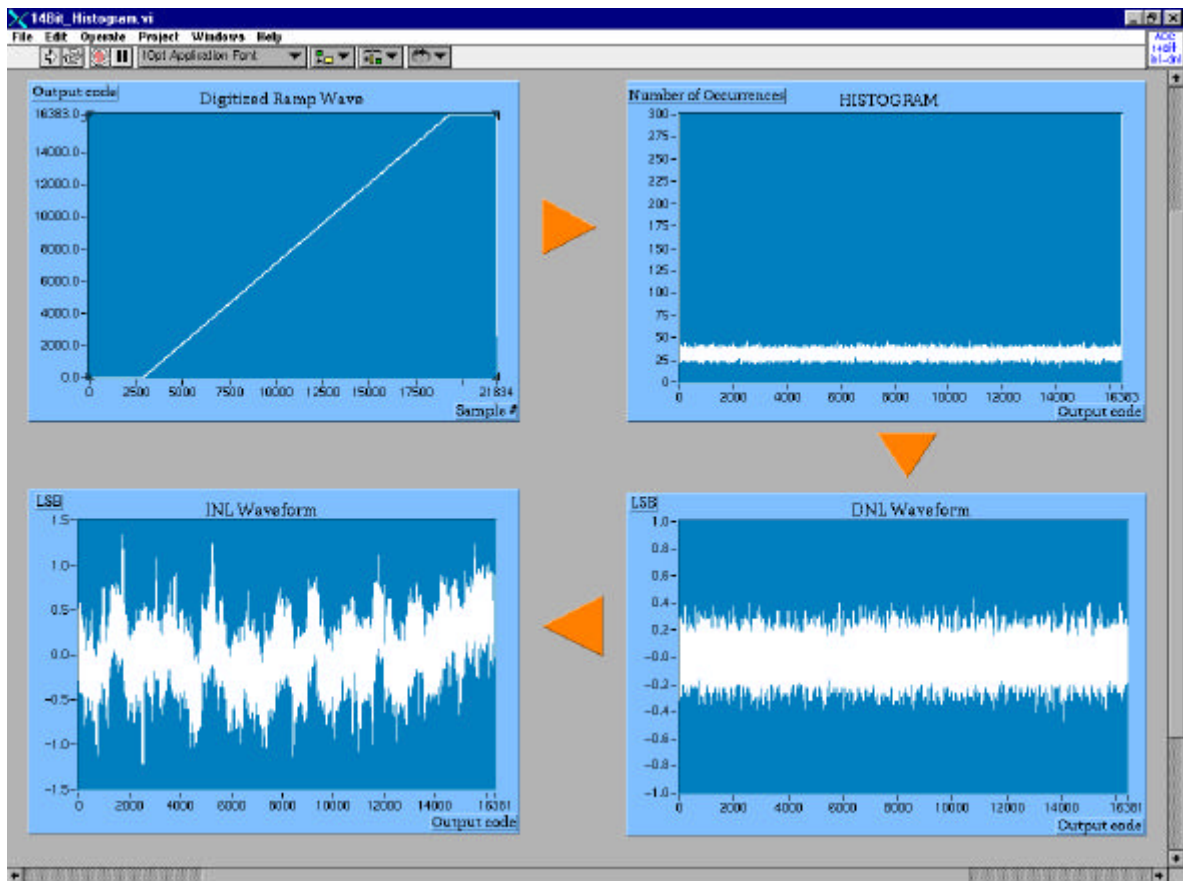 14Bit_Histogram.vi
File Edit Operate Project Windows Help
10pt Application Font
ADC
14Bit
inl-dnl
Output code
Digitized Ramp Wave
16383.0
14000.0
12000.0
10000.0
8000.0
6000.0
4000.0
2000.0
0.0
0 2500 5000 7500 10000 12500 15000 17500 21834
Sample #
Number of Occurrences
HISTOGRAM
300
275
250
225
200
175
150
125
100
75
50
25
0
0 2000 4000 6000 8000 10000 12000 14000 16383
Output code
LSB
INL Waveform
1.5
1.0
0.5
0.0
-0.5
-1.0
-1.5
0 2000 4000 6000 8000 10000 12000 14000 16381
Output code
LSB
DNL Waveform
1.0
0.8
0.6
0.4
0.2
-0.0
-0.2
-0.4
-0.6
-0.8
-1.0
0 2000 4000 6000 8000 10000 12000 14000 16381
Output code